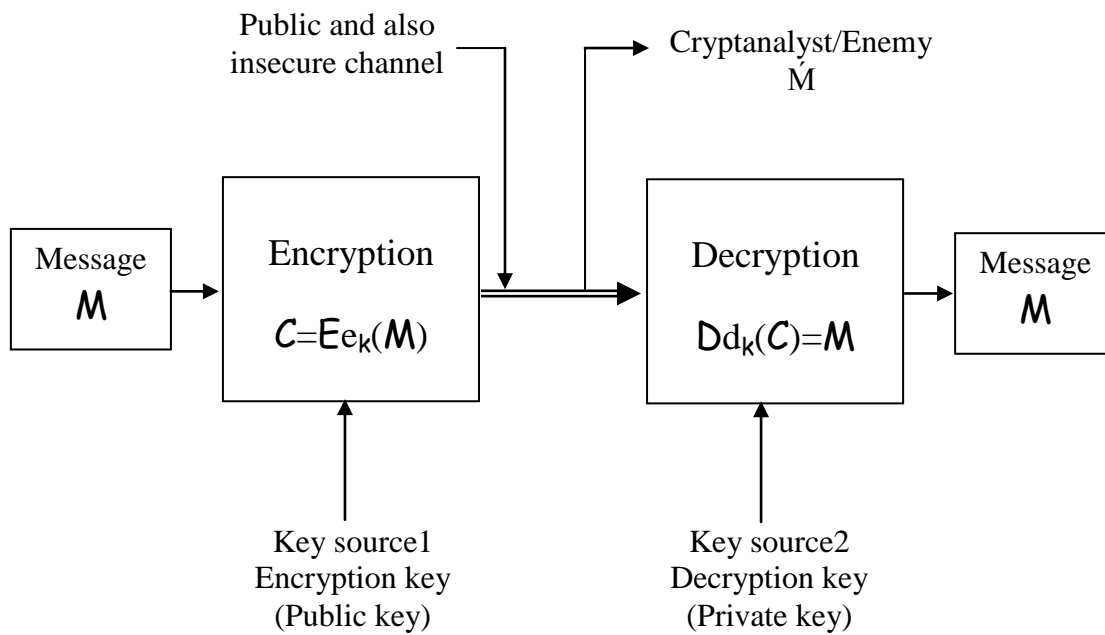 Public and also
insecure channel
Cryptanalyst/Enemy
Ḿ
Message
M
Encryption
C=Eeₖ(M)
Decryption
Ddₖ(C)=M
Message
M
Key source1
Encryption key
(Public key)
Key source2
Decryption key
(Private key)